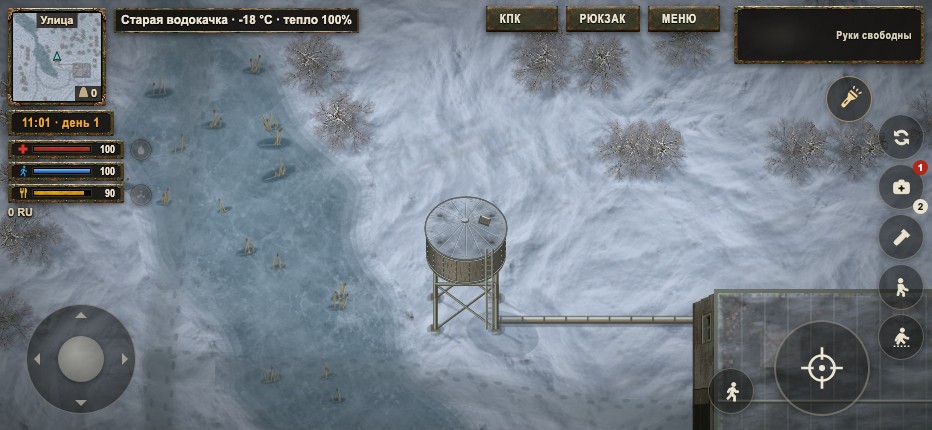 Улица
Старая водокачка · -18 °C · тепло 100%
КПК
РЮКЗАК
МЕНЮ
Руки свободны
0
11:01 · день 1
100
100
90
0 RU
1
2